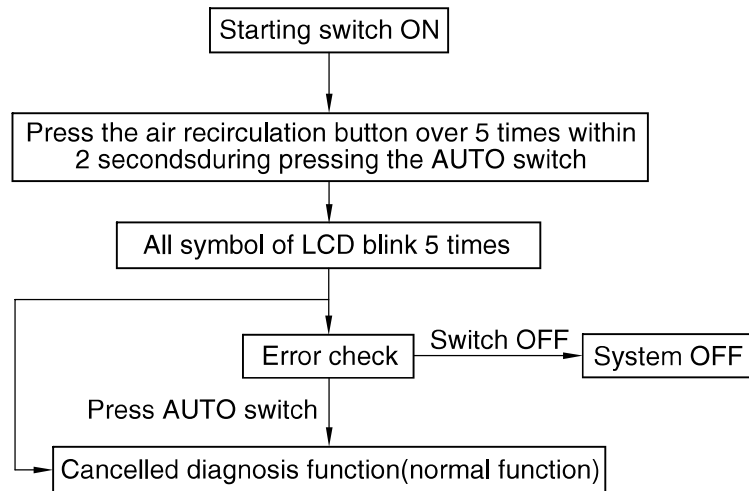 Starting switch ON
Press the air recirculation button over 5 times within
2 secondsduring pressing the AUTO switch
All symbol of LCD blink 5 times
Error check
Switch OFF
System OFF
Press AUTO switch
Cancelled diagnosis function(normal function)